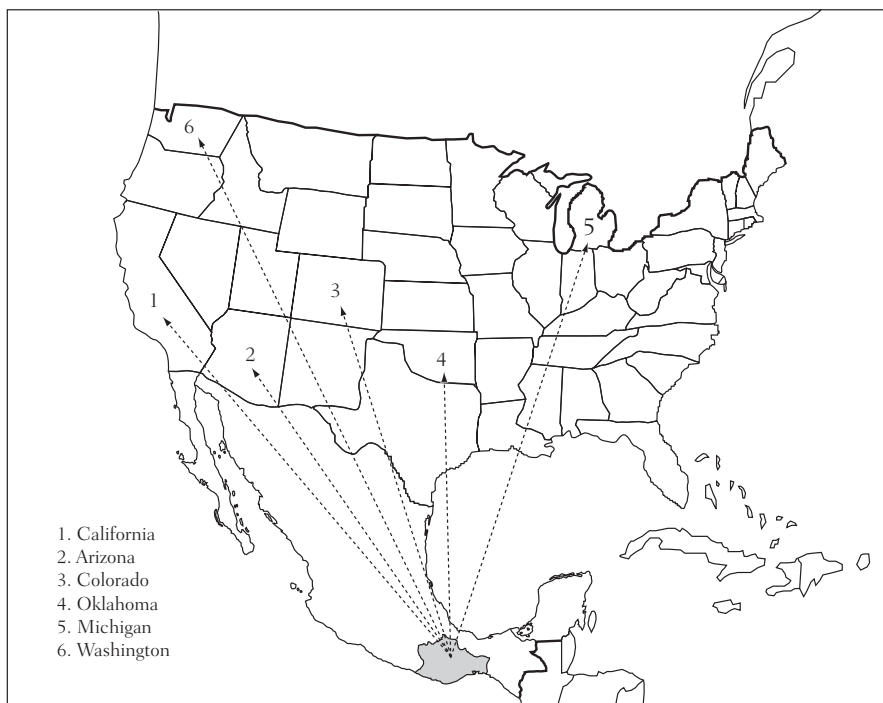 6
5
1
3
2
4
1. California
2. Arizona
3. Colorado
4. Oklahoma
5. Michigan
6. Washington